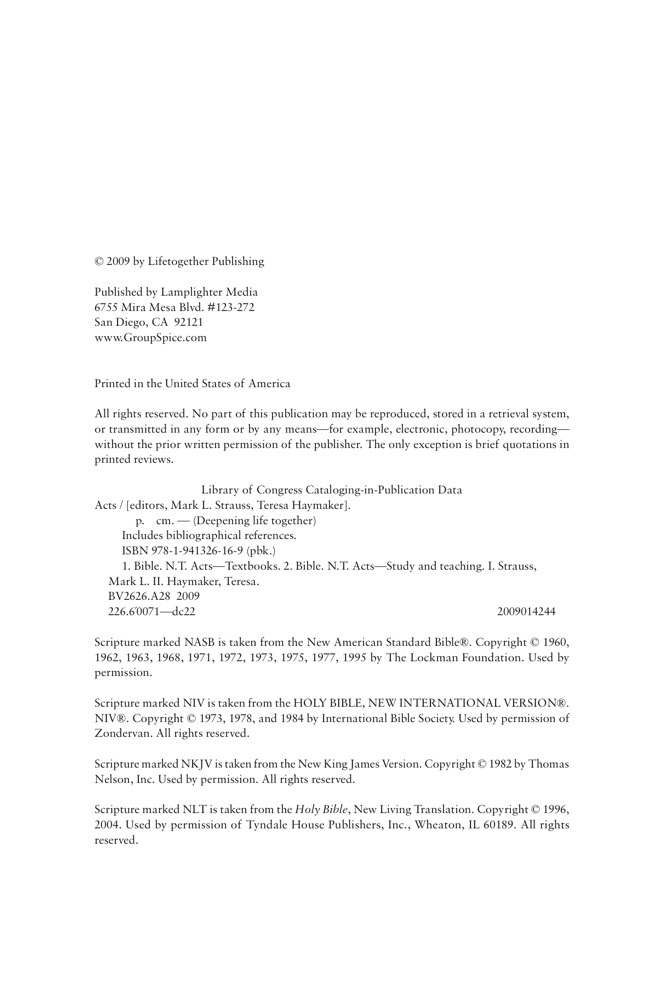 © 2009 by Lifetogether Publishing
Published by Lamplighter Media
6755 Mira Mesa Blvd. #123-272
San Diego, CA  92121
www.GroupSpice.com
Printed in the United States of America
All rights reserved. No part of this publication may be reproduced, stored in a retrieval system,
or transmitted in any form or by any means—for example, electronic, photocopy, recording—
without the prior written permission of the publisher. The only exception is brief quotations in
printed reviews.
Library of Congress Cataloging-in-Publication Data
Acts / [editors, Mark L. Strauss, Teresa Haymaker].
p.    cm. — (Deepening life together)
Includes bibliographical references.
ISBN 978-1-941326-16-9 (pbk.)
1. Bible. N.T. Acts—Textbooks. 2. Bible. N.T. Acts—Study and teaching. I. Strauss,
Mark L. II. Haymaker, Teresa.
BV2626.A28  2009
226.6′0071—dc22 2009014244
Scripture marked NASB is taken from the New American Standard Bible®. Copyright © 1960,
1962, 1963, 1968, 1971, 1972, 1973, 1975, 1977, 1995 by The Lockman Foundation. Used by
permission.
Scripture marked NIV is taken from the HOLY BIBLE, NEW INTERNATIONAL VERSION®.
NIV®. Copyright © 1973, 1978, and 1984 by International Bible Society. Used by permission of
Zondervan. All rights reserved.
Scripture marked NKJV is taken from the New King James Version. Copyright © 1982 by Thomas
Nelson, Inc. Used by permission. All rights reserved.
Scripture marked NLT is taken from the Holy Bible, New Living Translation. Copyright © 1996,
2004. Used by permission of Tyndale House Publishers, Inc., Wheaton, IL 60189. All rights
reserved.